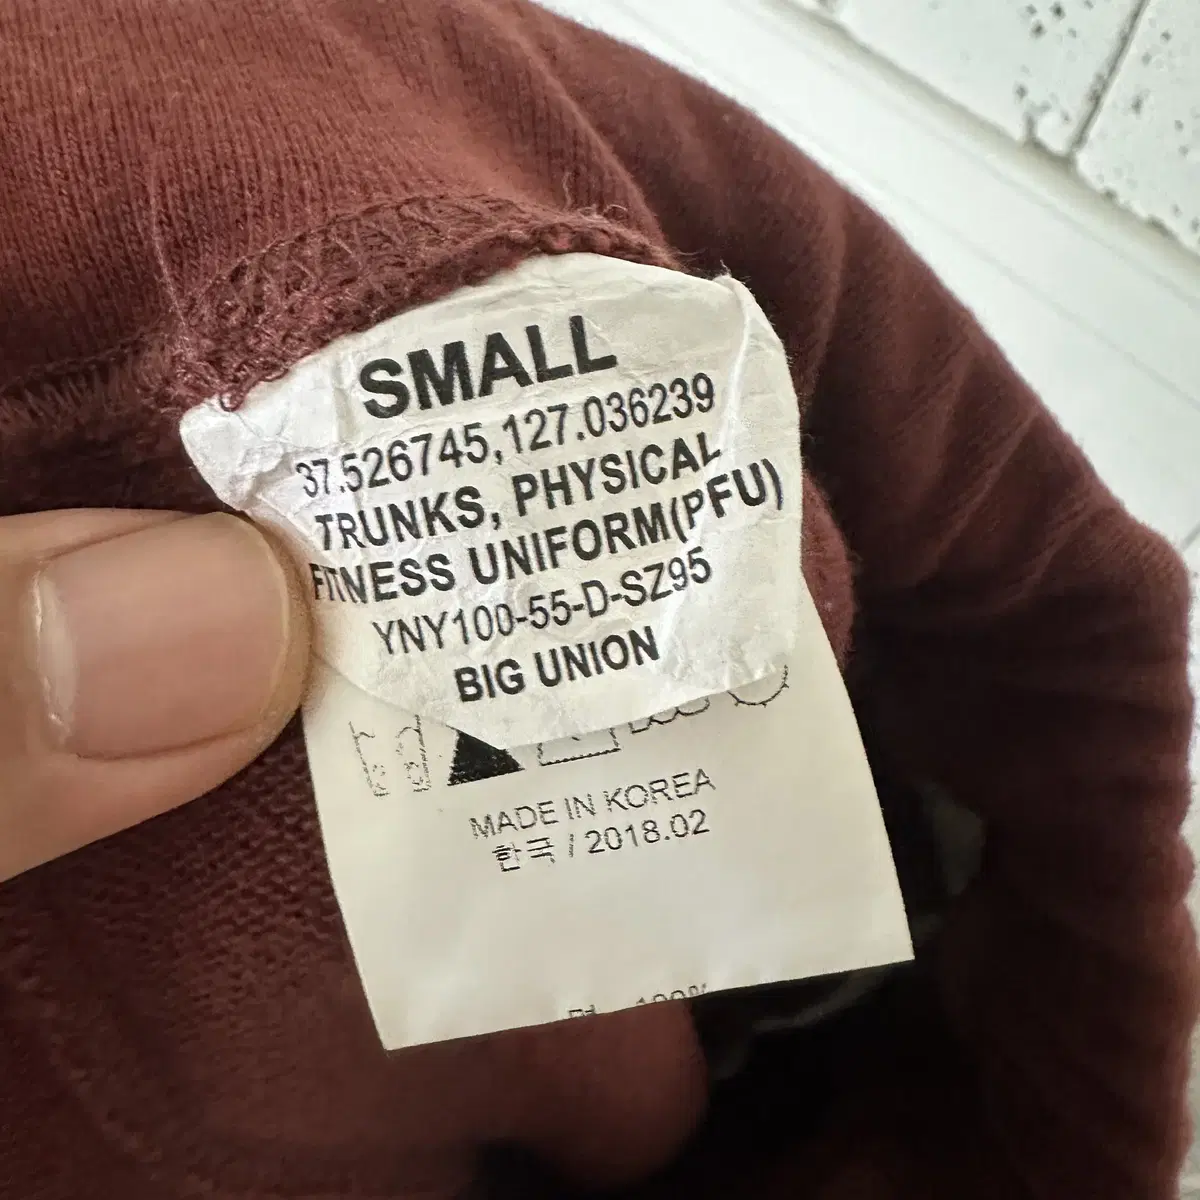 SMALL
37.526745,127.036239
TRUNKS, PHYSICAL
FITNESS UNIFORM(PFU)
YNY100-55-D-SZ95
BIG UNION
MADE IN KOREA
한국 / 2018.02
100%